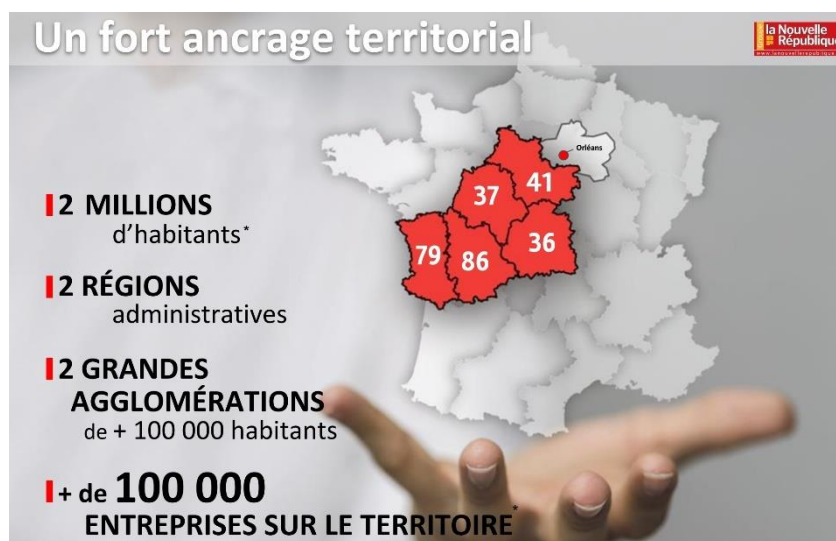 Un fort ancrage territorial
la Nouvelle
République
Orléans
41
37
36
79
86
2 MILLIONS
d'habitants*
2 RÉGIONS
administratives
2 GRANDES
AGGLOMÉRATIONS
de + 100 000 habitants
+ de 100 000
ENTREPRISES SUR LE TERRITOIRE*